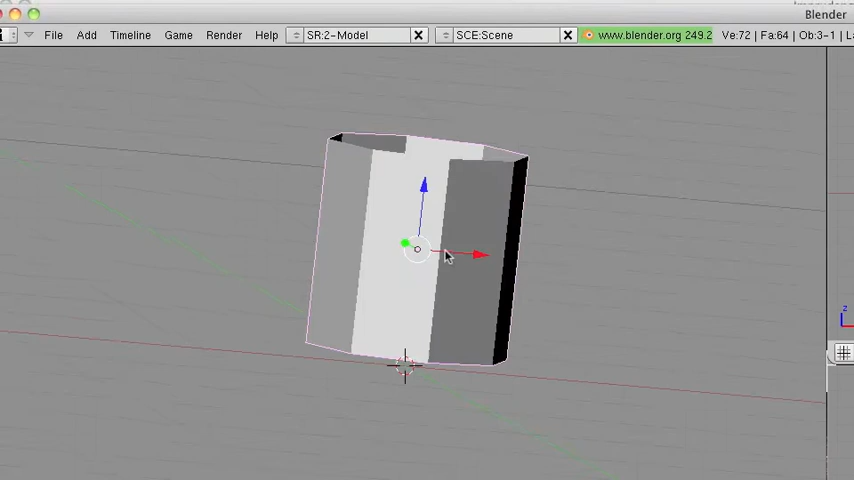 Blender
File Add Timeline Game Render Help SR:2-Model SCE:Scene www.blender.org 249.2 Ve:72 | Fa:64 | Ob:3-1 | La
z